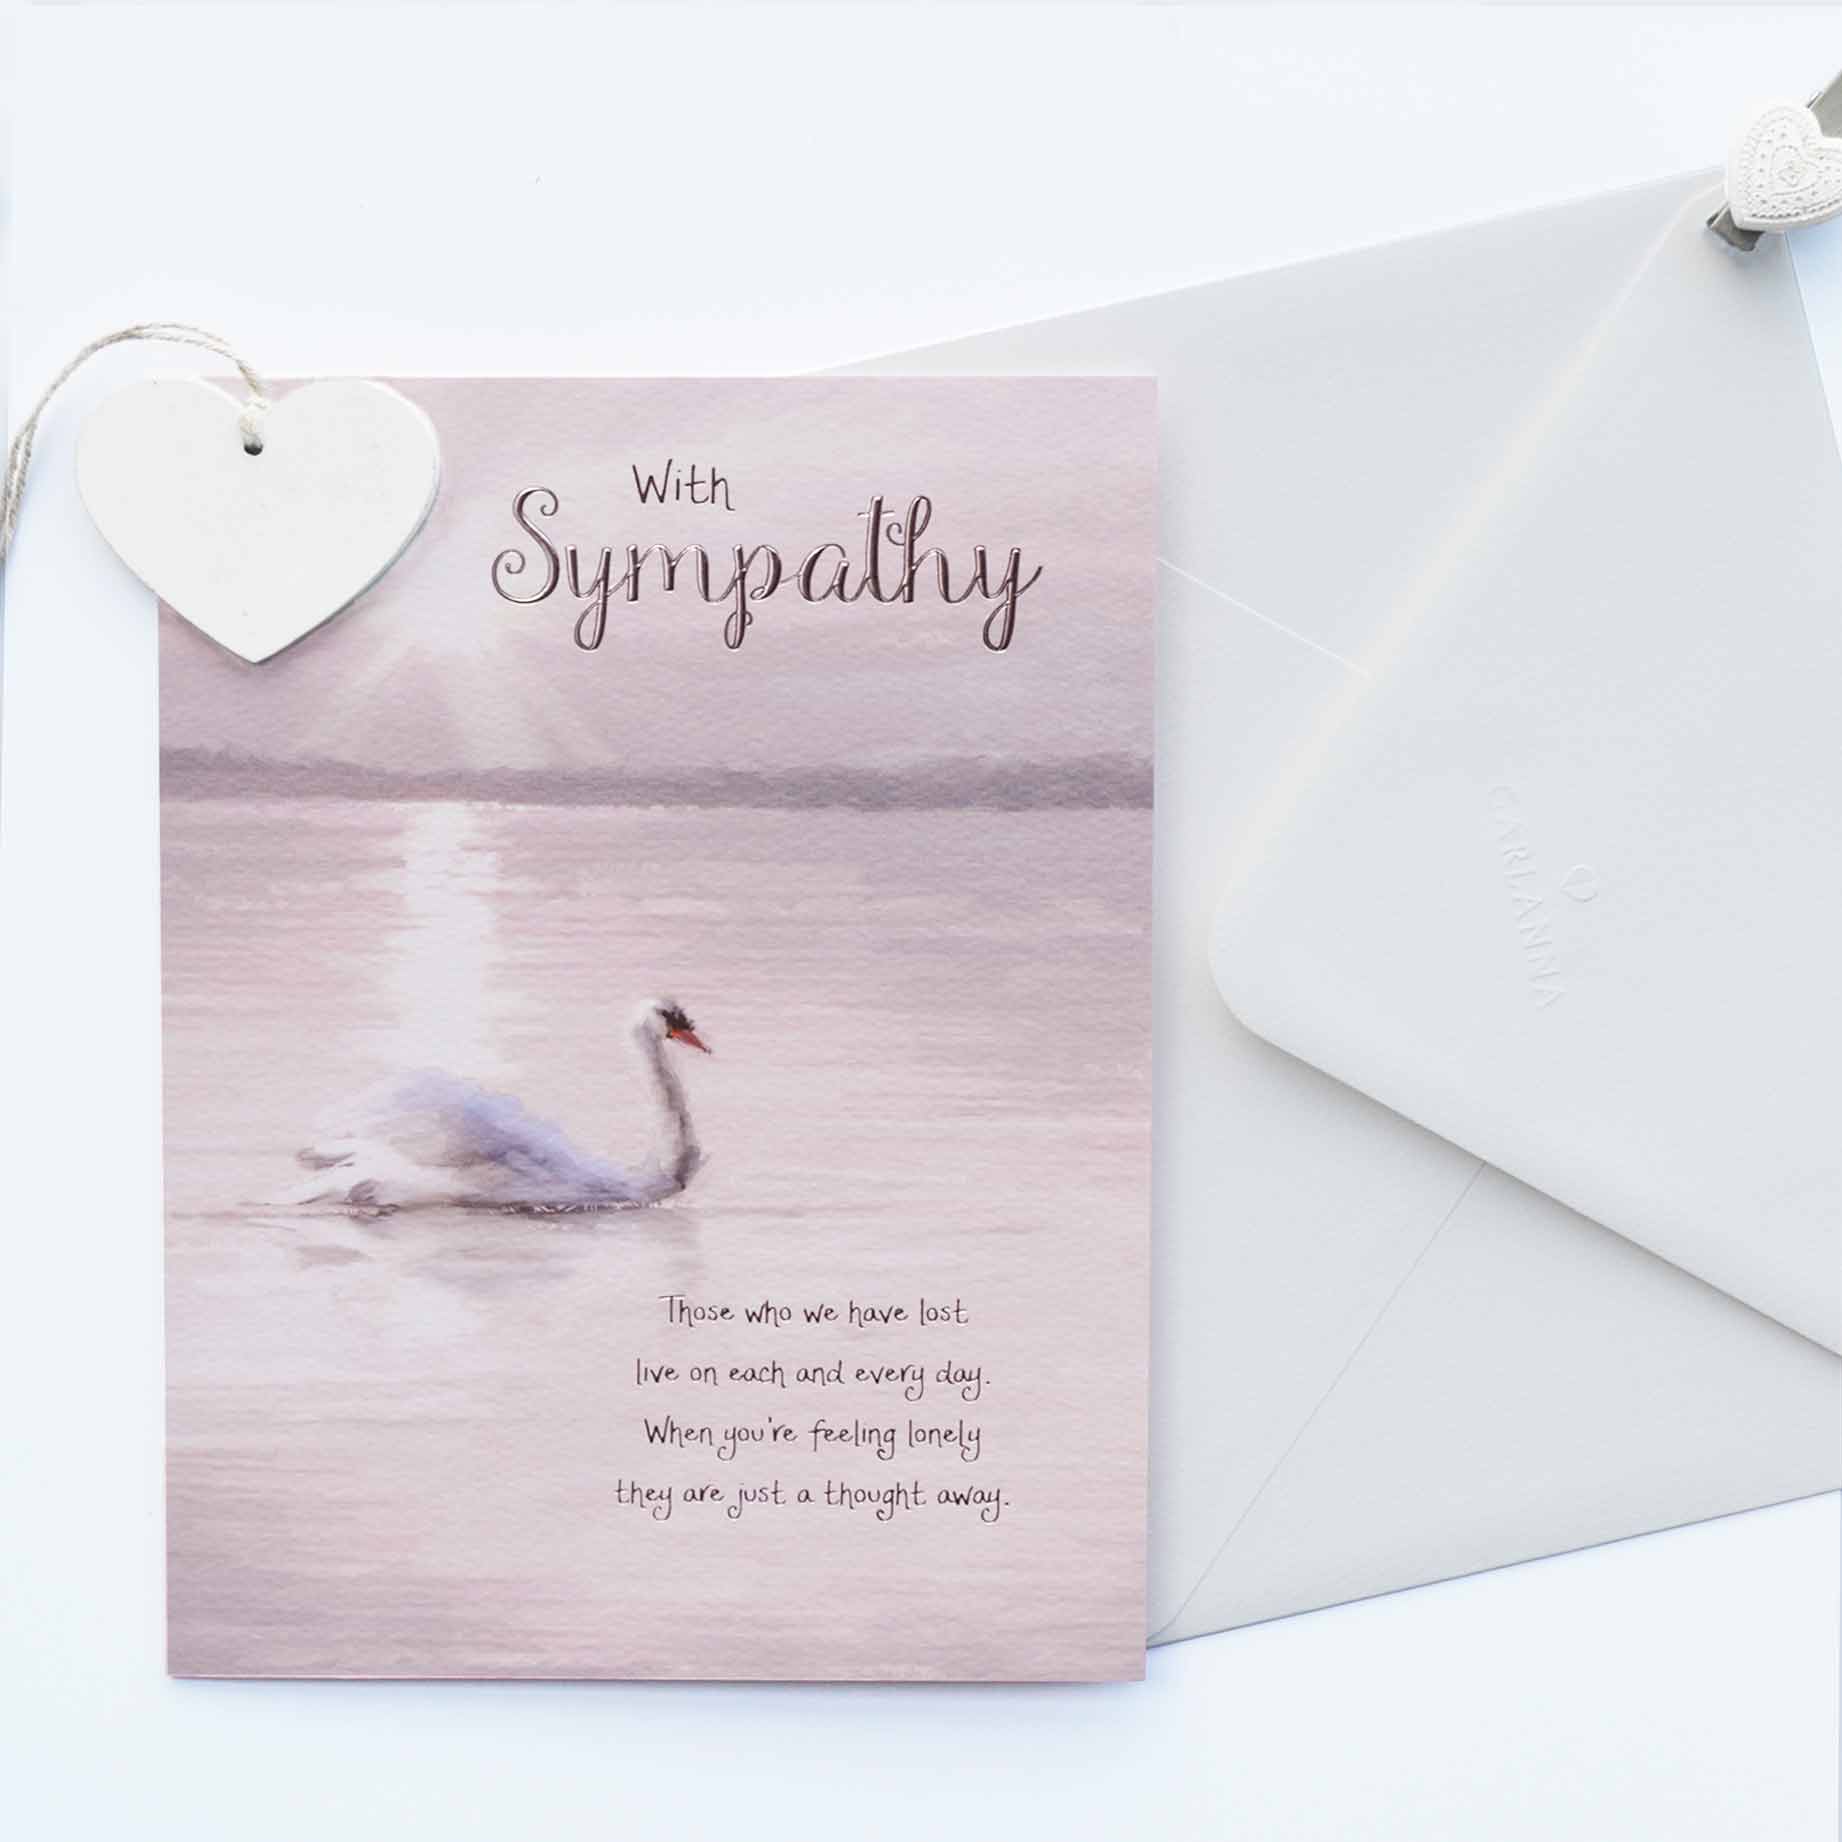 With
Sympathy
Those who we have lost
live on each and every day.
When you're feeling lonely
they are just a thought away.
GARLANNA